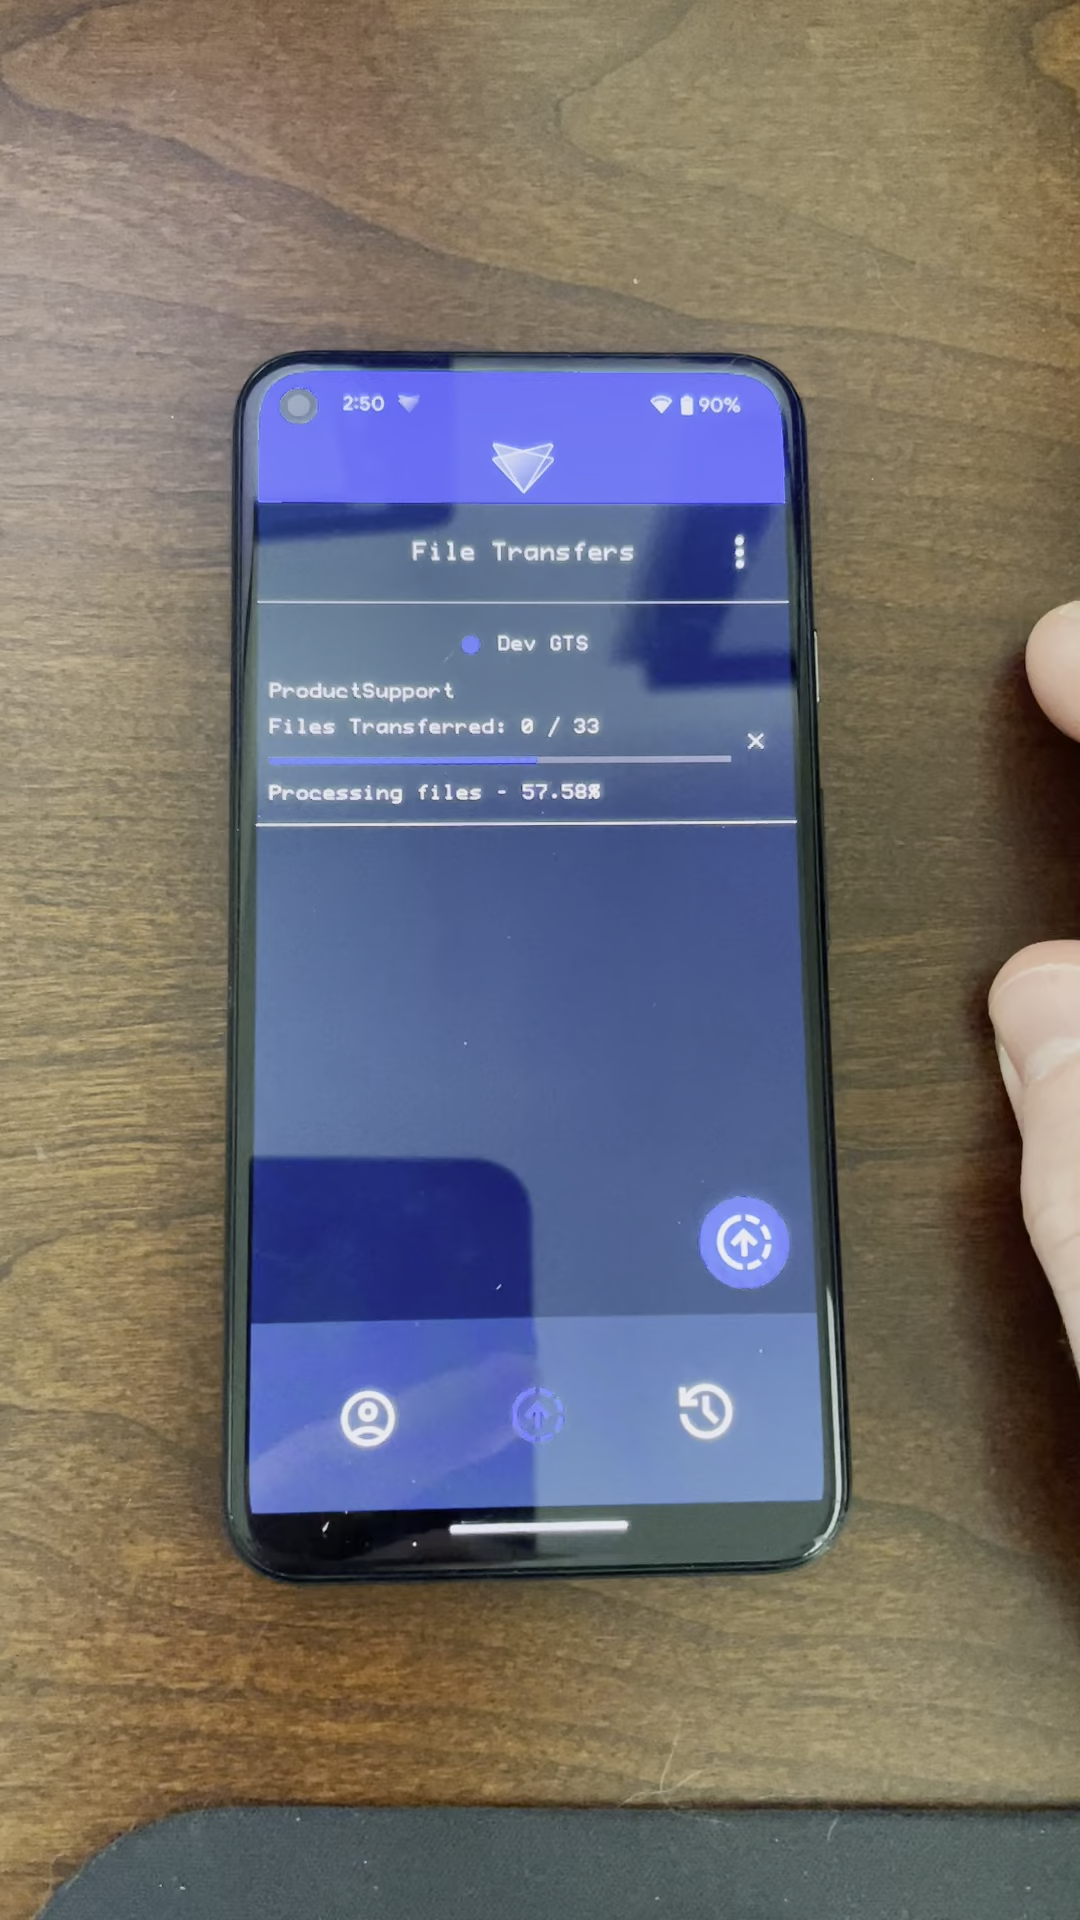 2:50 90%
File Transfers
Dev GTS
ProductSupport
Files Transferred: 0 / 33
Processing files - 57.58%